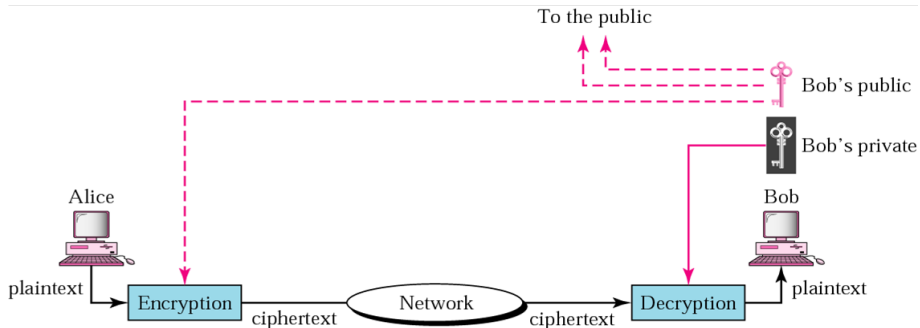 To the public
Bob's public
Bob's private
Alice
Bob
plaintext
Encryption
ciphertext
Network
ciphertext
Decryption
plaintext